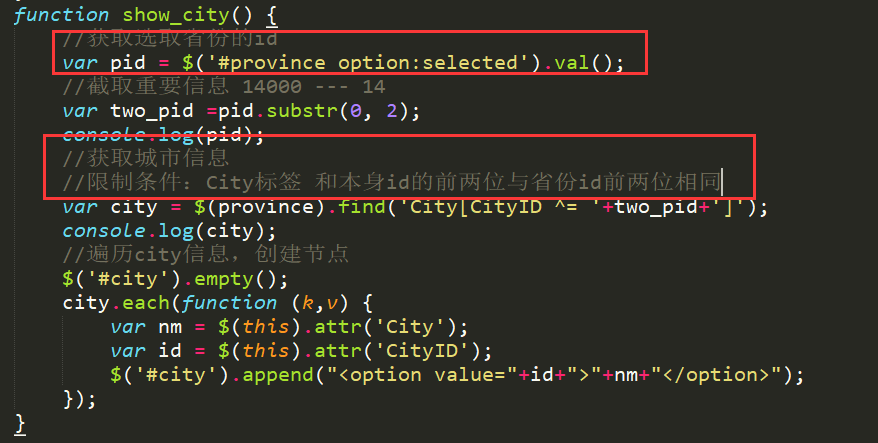 function show_city() {
//获取选取省份的id
var pid = $('#province option:selected').val();
//截取重要信息 14000 --- 14
var two_pid =pid.substr(0, 2);
console.log(pid);
//获取城市信息
//限制条件：City标签 和本身id的前两位与省份id前两位相同
var city = $(province).find('City[CityID ^= '+two_pid+']');
console.log(city);
//遍历city信息，创建节点
$('#city').empty();
city.each(function (k,v) {
var nm = $(this).attr('City');
var id = $(this).attr('CityID');
$('#city').append("<option value="+id+">"+nm+"</option>");
});
}